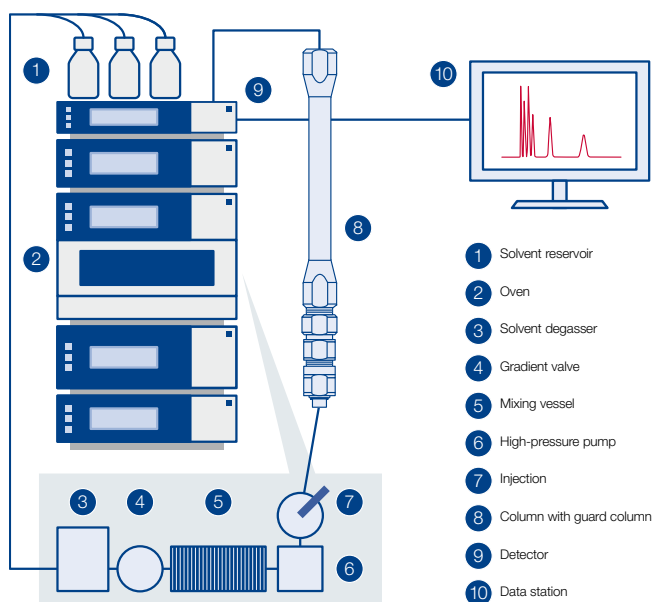 1
10
9
8
2
1 Solvent reservoir
2 Oven
3 Solvent degasser
4 Gradient valve
5 Mixing vessel
6 High-pressure pump
7 Injection
8 Column with guard column
9 Detector
10 Data station
3 4 5 7
6